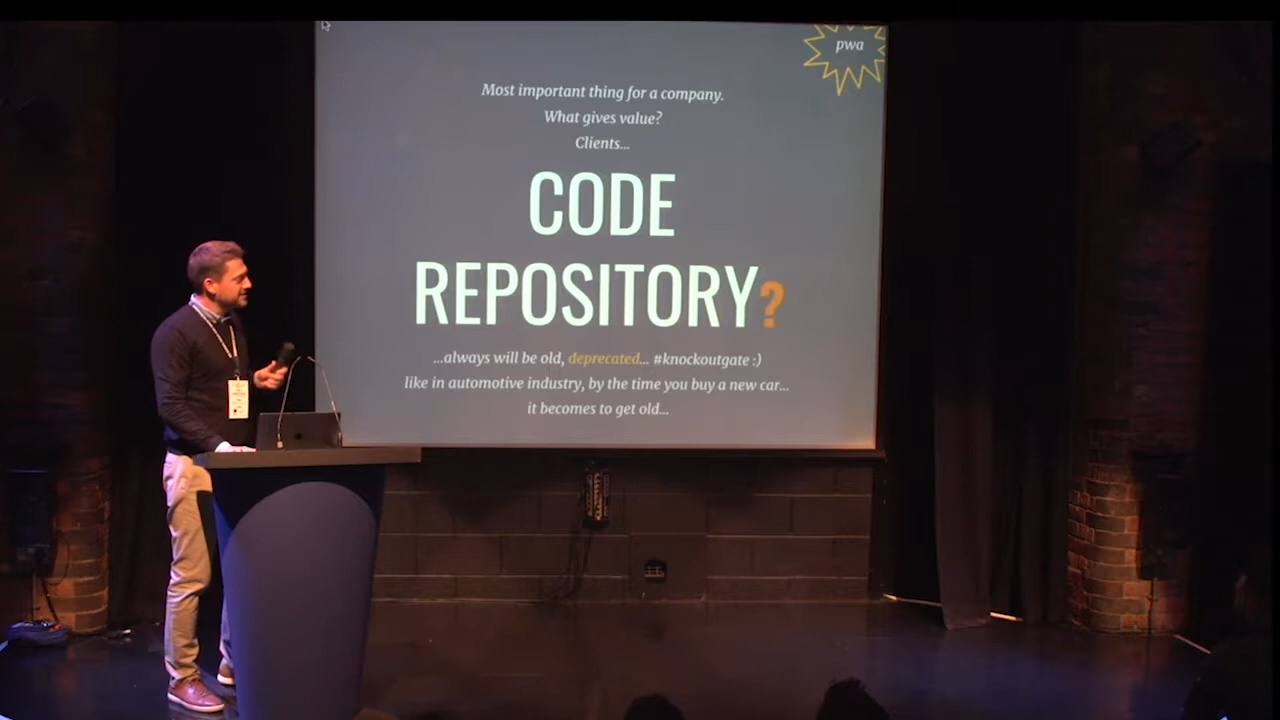 pwa
Most important thing for a company.
What gives value?
Clients...
CODE
REPOSITORY?
...always will be old, deprecated... #knockoutgate :)
like in automotive industry, by the time you buy a new car...
it becomes to get old...